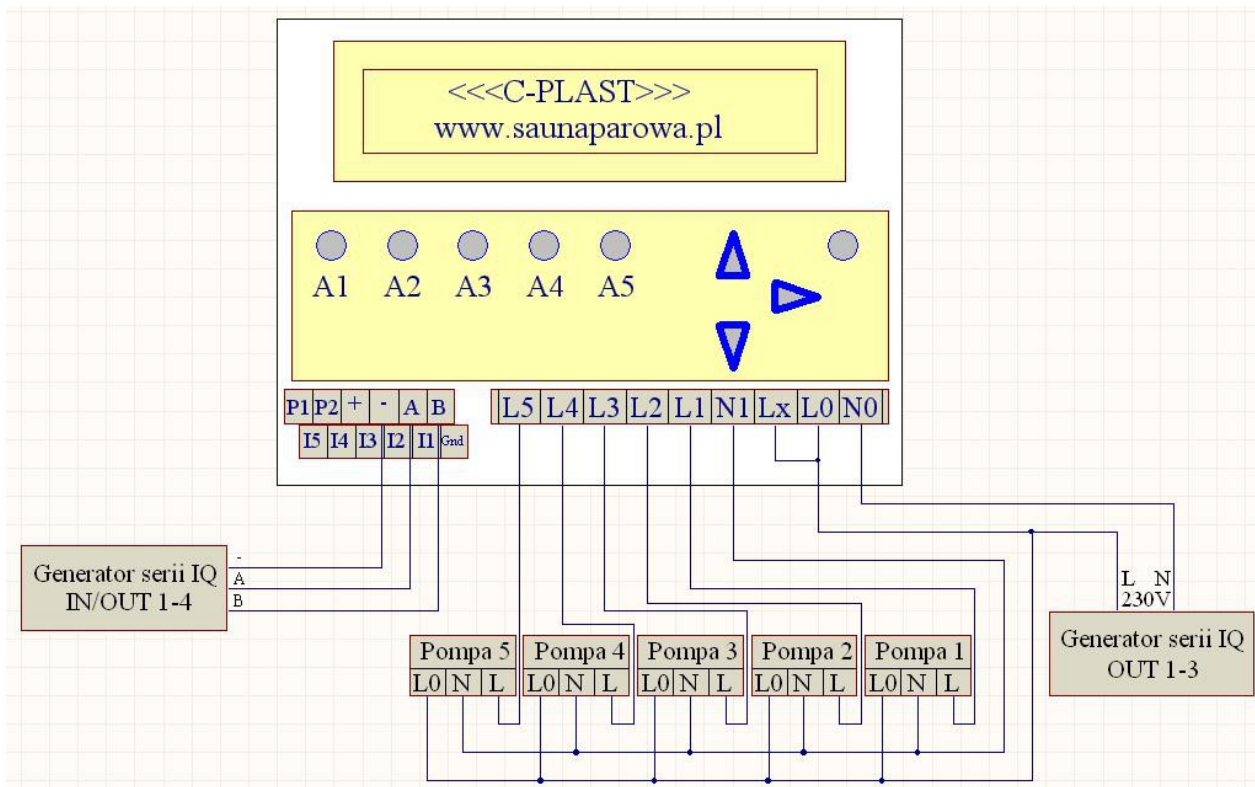 <<<C-PLAST>>>
www.saunaparowa.pl
A1 A2 A3 A4 A5
P1 P2 + - A B
L5 L4 L3 L2 L1 N1 Lx L0 N0
I5 I4 I3 I2 I1 Gnd
Generator serii IQ
IN/OUT 1-4
-
A
B
L N
230V
Generator serii IQ
OUT 1-3
Pompa 5 Pompa 4 Pompa 3 Pompa 2 Pompa 1
L0 N L L0 N L L0 N L L0 N L L0 N L